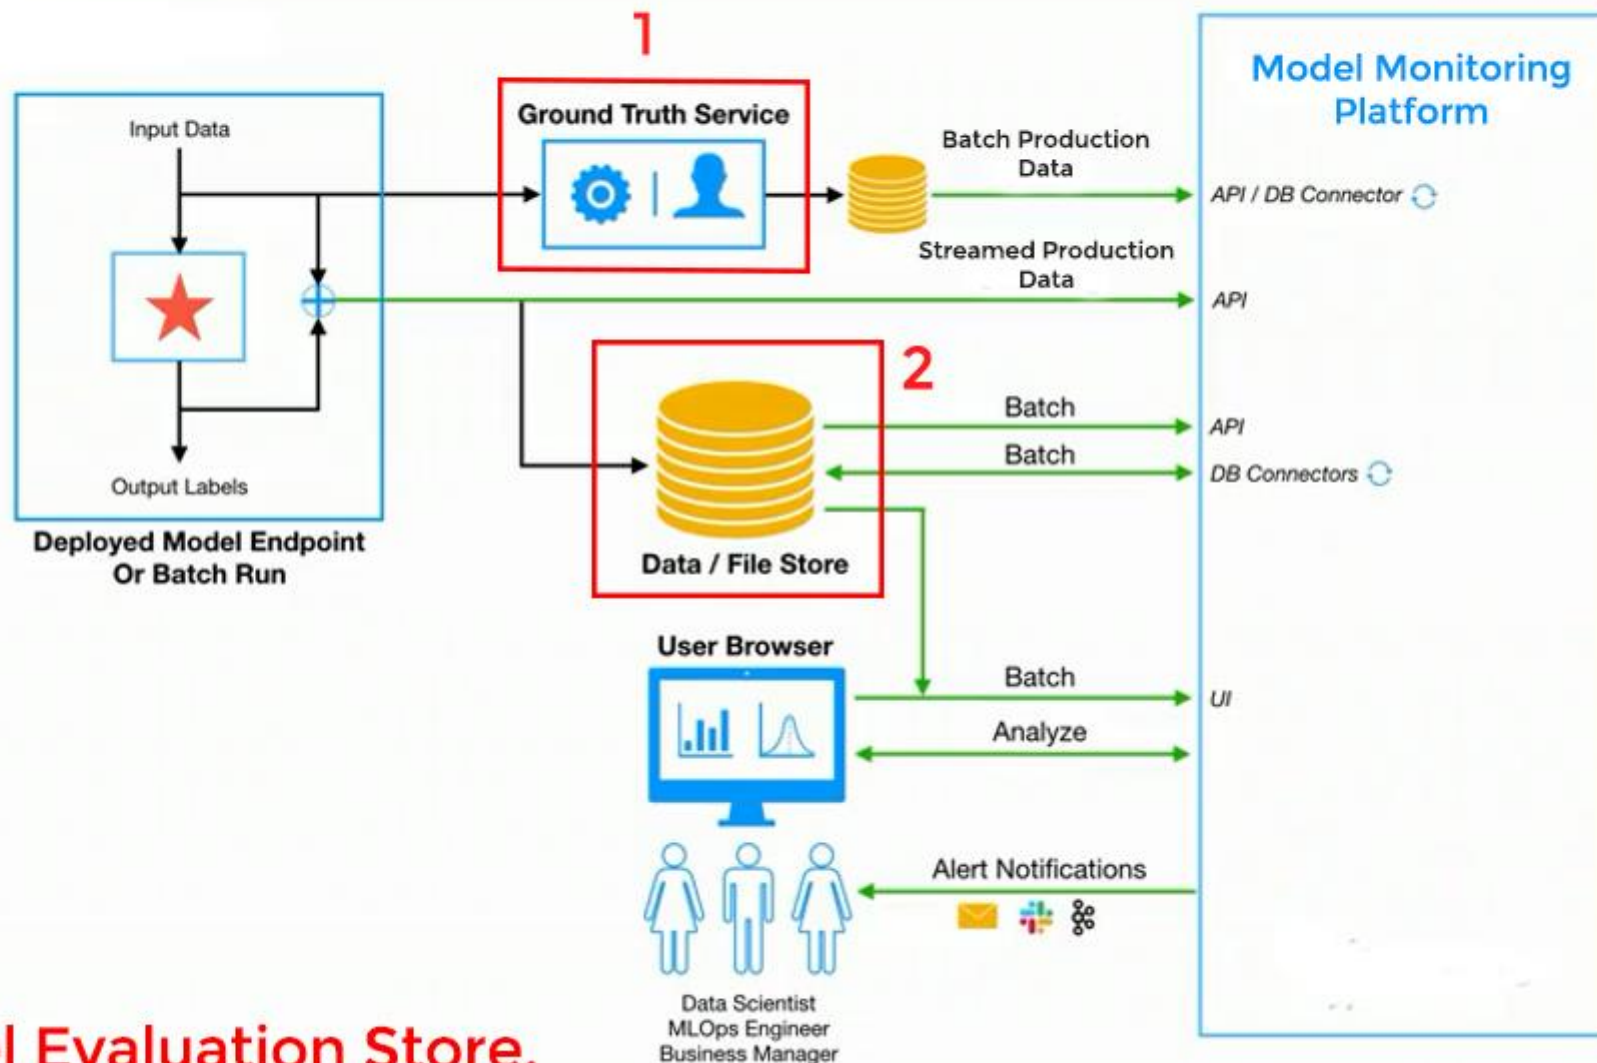 1
Model Monitoring
Platform
Ground Truth Service
Input Data
Batch Production
Data
API / DB Connector
Streamed Production
Data
API
2
Batch
API
Batch
DB Connectors
Output Labels
Deployed Model Endpoint
Or Batch Run
Data / File Store
User Browser
Batch
UI
Analyze
Alert Notifications
Data Scientist
MLOps Engineer
Business Manager
Evaluation Store.